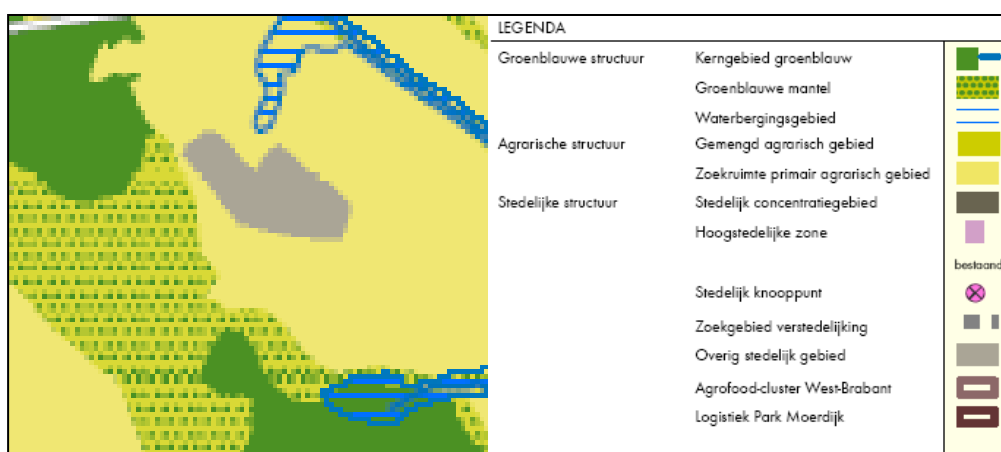 LEGENDA
Groenblauwe structuur Kerngebied groenblauw
Groenblauwe mantel
Waterbergingsgebied
Agrarische structuur Gemengd agrarisch gebied
Zoekruimte primair agrarisch gebied
Stedelijke structuur Stedelijk concentratiegebied
Hoogstedelijke zone
bestaand
Stedelijk knooppunt
Zoekgebied verstedelijking
Overig stedelijk gebied
Agrofood-cluster West-Brabant
Logistiek Park Moerdijk